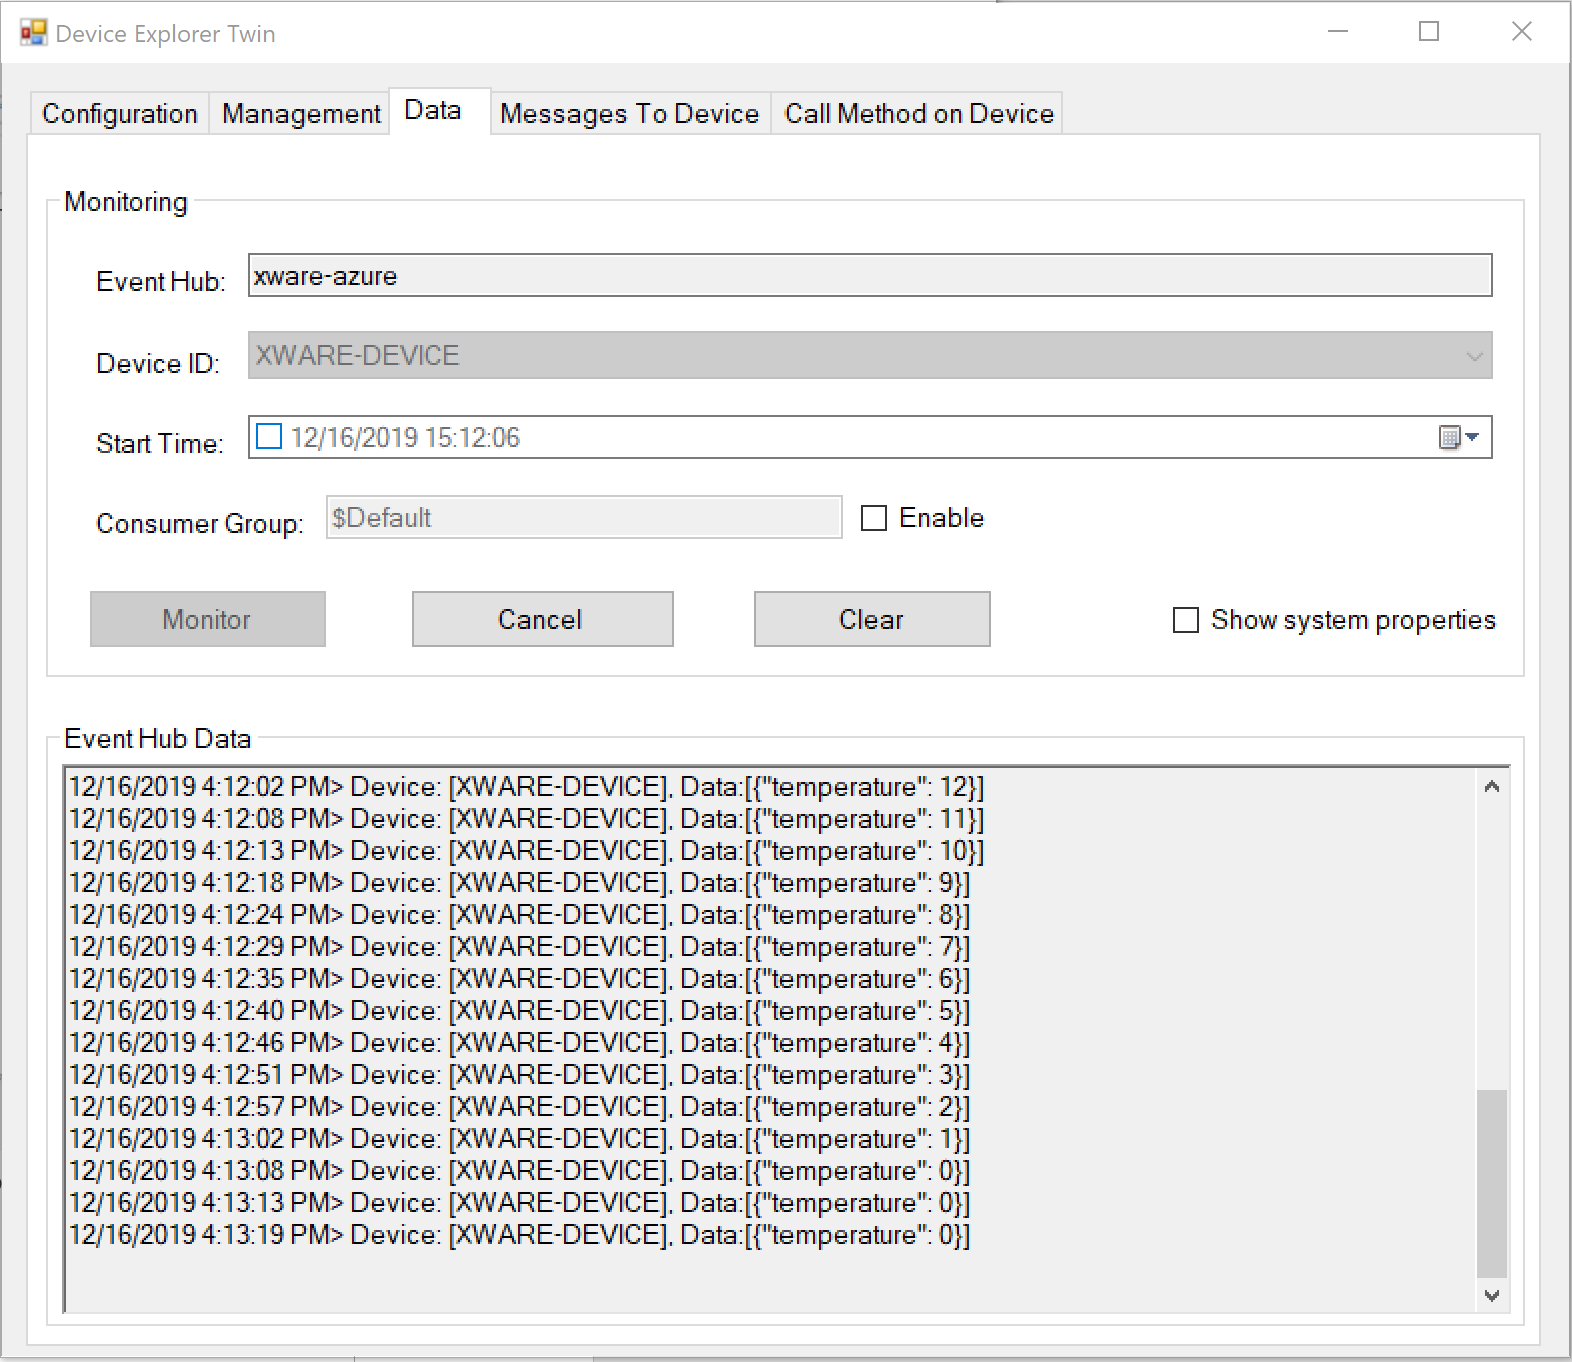 Device Explorer Twin
Configuration Management Data Messages To Device Call Method on Device
Monitoring
Event Hub: xware-azure
Device ID: XWARE-DEVICE
Start Time: 12/16/2019 15:12:06
Consumer Group: $Default Enable
Monitor Cancel Clear Show system properties
Event Hub Data
12/16/2019 4:12:02 PM> Device: [XWARE-DEVICE], Data:[{"temperature": 12}]
12/16/2019 4:12:08 PM> Device: [XWARE-DEVICE], Data:[{"temperature": 11}]
12/16/2019 4:12:13 PM> Device: [XWARE-DEVICE], Data:[{"temperature": 10}]
12/16/2019 4:12:18 PM> Device: [XWARE-DEVICE], Data:[{"temperature": 9}]
12/16/2019 4:12:24 PM> Device: [XWARE-DEVICE], Data:[{"temperature": 8}]
12/16/2019 4:12:29 PM> Device: [XWARE-DEVICE], Data:[{"temperature": 7}]
12/16/2019 4:12:35 PM> Device: [XWARE-DEVICE], Data:[{"temperature": 6}]
12/16/2019 4:12:40 PM> Device: [XWARE-DEVICE], Data:[{"temperature": 5}]
12/16/2019 4:12:46 PM> Device: [XWARE-DEVICE], Data:[{"temperature": 4}]
12/16/2019 4:12:51 PM> Device: [XWARE-DEVICE], Data:[{"temperature": 3}]
12/16/2019 4:12:57 PM> Device: [XWARE-DEVICE], Data:[{"temperature": 2}]
12/16/2019 4:13:02 PM> Device: [XWARE-DEVICE], Data:[{"temperature": 1}]
12/16/2019 4:13:08 PM> Device: [XWARE-DEVICE], Data:[{"temperature": 0}]
12/16/2019 4:13:13 PM> Device: [XWARE-DEVICE], Data:[{"temperature": 0}]
12/16/2019 4:13:19 PM> Device: [XWARE-DEVICE], Data:[{"temperature": 0}]